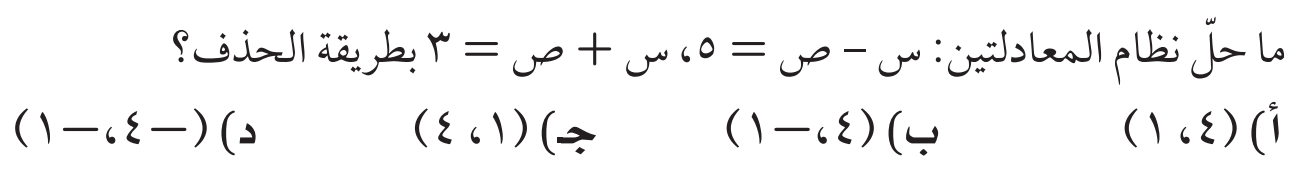 ما حلّ نظام المعادلتين: س – ص = ٥، س + ص = ٣ بطريقة الحذف؟
أ) (٤، ١) ب) (٤،−١) جـ) (١، ٤) د) (−٤،−١)